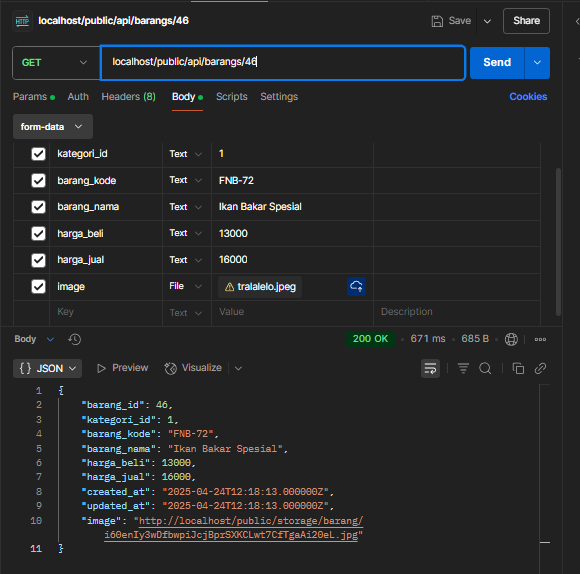 HTTP localhost/public/api/barangs/46 Save Share
GET localhost/public/api/barangs/46 Send
Params Auth Headers (8) Body Scripts Settings Cookies
form-data
kategori_id Text 1
barang_kode Text FNB-72
barang_nama Text Ikan Bakar Spesial
harga_beli Text 13000
harga_jual Text 16000
image File tralalelo.jpeg
Key Text Value Description
Body 200 OK 671 ms 685 B
{} JSON Preview Visualize
1 {
2 "barang_id": 46,
3 "kategori_id": 1,
4 "barang_kode": "FNB-72",
5 "barang_nama": "Ikan Bakar Spesial",
6 "harga_beli": 13000,
7 "harga_jual": 16000,
8 "created_at": "2025-04-24T12:18:13.000000Z",
9 "updated_at": "2025-04-24T12:18:13.000000Z",
10 "image": "http://localhost/public/storage/barang/
i60enIy3wDfbwpiJcjBprSXKCLwt7CfTgaAi20eL.jpg"
11 }